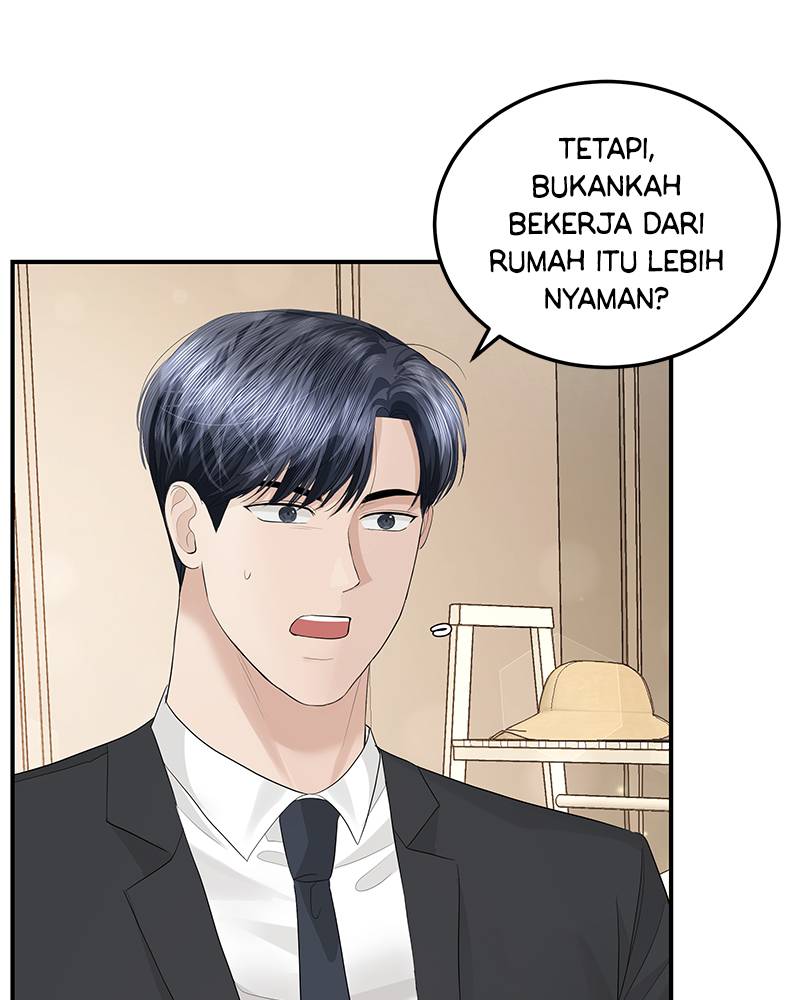 TETAPI,
BUKANKAH
BEKERJA DARI
RUMAH ITU LEBIH
NYAMAN?